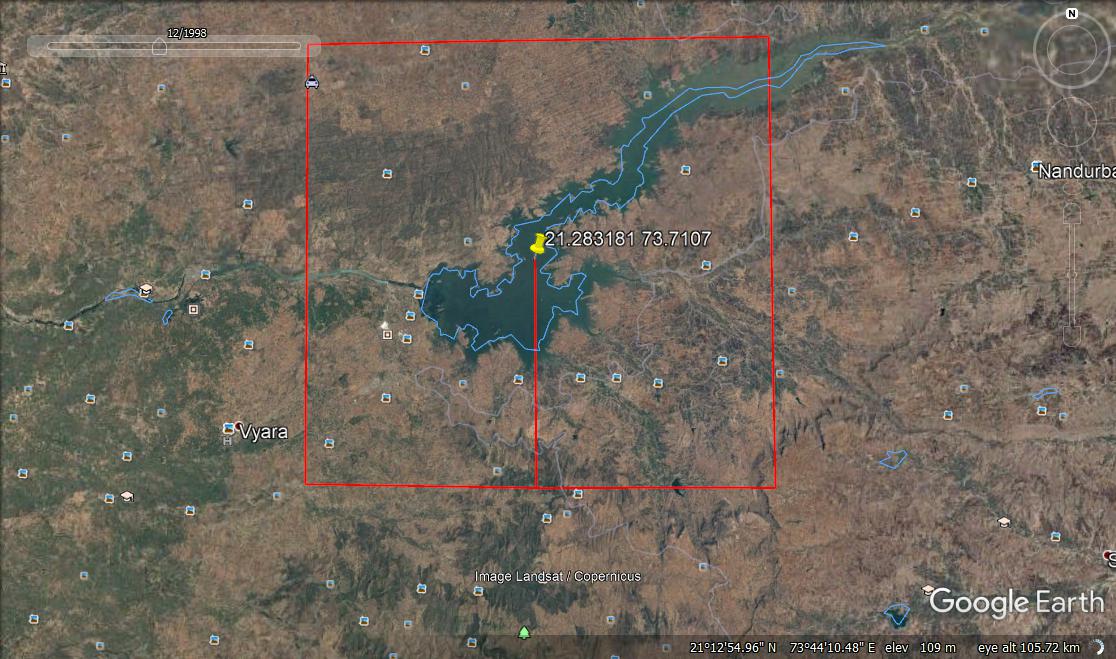 12/1998
N
Nandurba
21.283181 73.7107
Vyara
H
S
Image Landsat / Copernicus
Google Earth
21°12'54.96" N 73°44'10.48" E elev 109 m eye alt 105.72 km